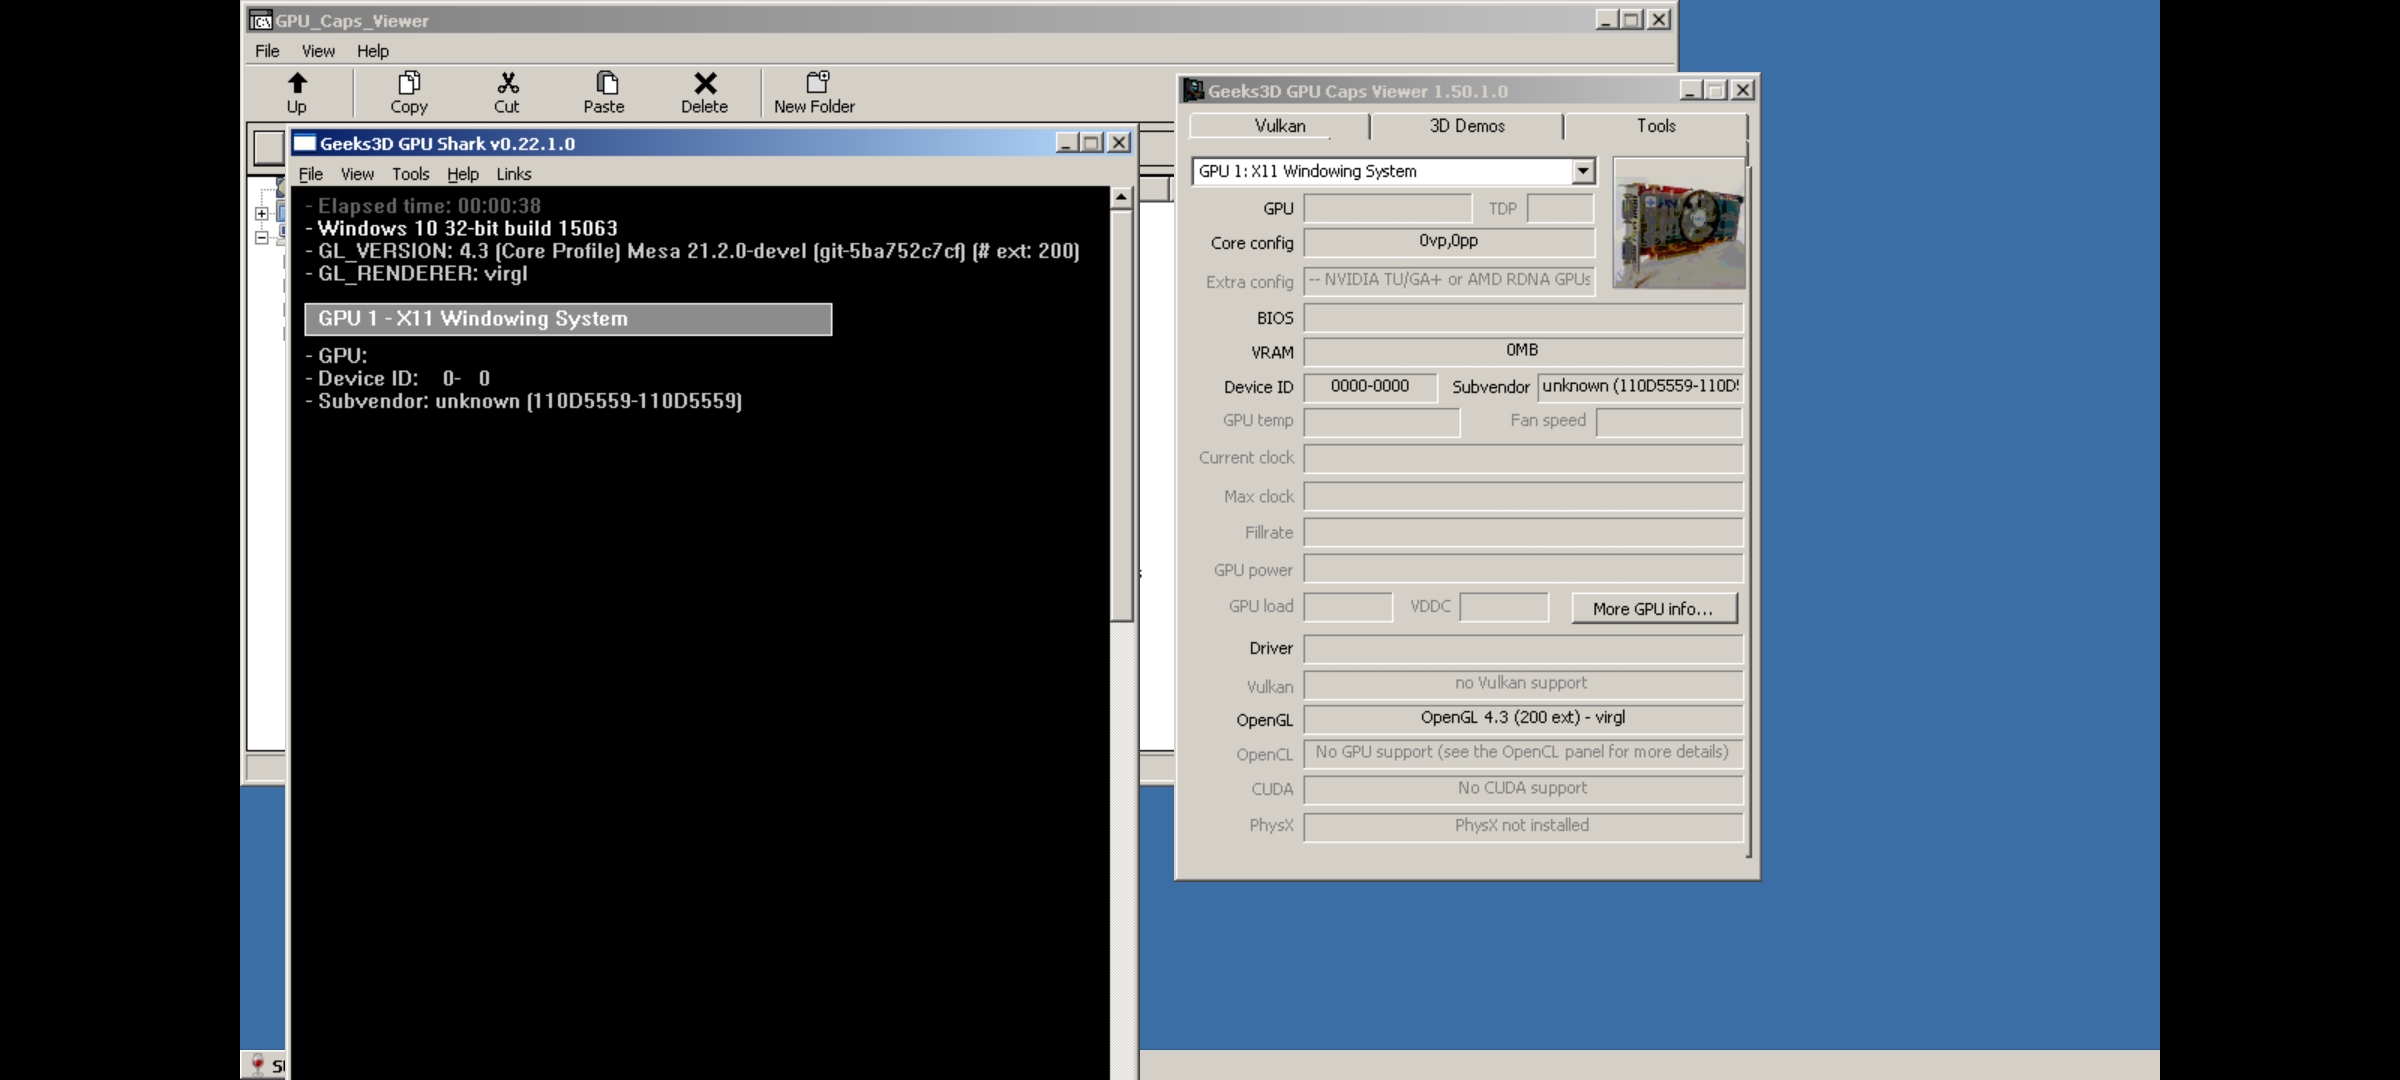 GPU_Caps_Viewer
File View Help
Up Copy Cut Paste Delete New Folder
Geeks3D GPU Shark v0.22.1.0
File View Tools Help Links
- Elapsed time: 00:00:38
- Windows 10 32-bit build 15063
- GL_VERSION: 4.3 (Core Profile) Mesa 21.2.0-devel (git-5ba752c7cf) (# ext: 200)
- GL_RENDERER: virgl
GPU 1 - X11 Windowing System
- GPU:
- Device ID: 0- 0
- Subvendor: unknown (110D5559-110D5559)
Geeks3D GPU Caps Viewer 1.50.1.0
Vulkan 3D Demos Tools
GPU 1: X11 Windowing System
GPU TDP
Core config 0vp,0pp
Extra config -- NVIDIA TU/GA+ or AMD RDNA GPUs
BIOS
VRAM 0MB
Device ID 0000-0000 Subvendor unknown (110D5559-110D
GPU temp Fan speed
Current clock
Max clock
Fillrate
GPU power
GPU load VDDC More GPU info...
Driver
Vulkan no Vulkan support
OpenGL OpenGL 4.3 (200 ext) - virgl
OpenCL No GPU support (see the OpenCL panel for more details)
CUDA No CUDA support
PhysX PhysX not installed